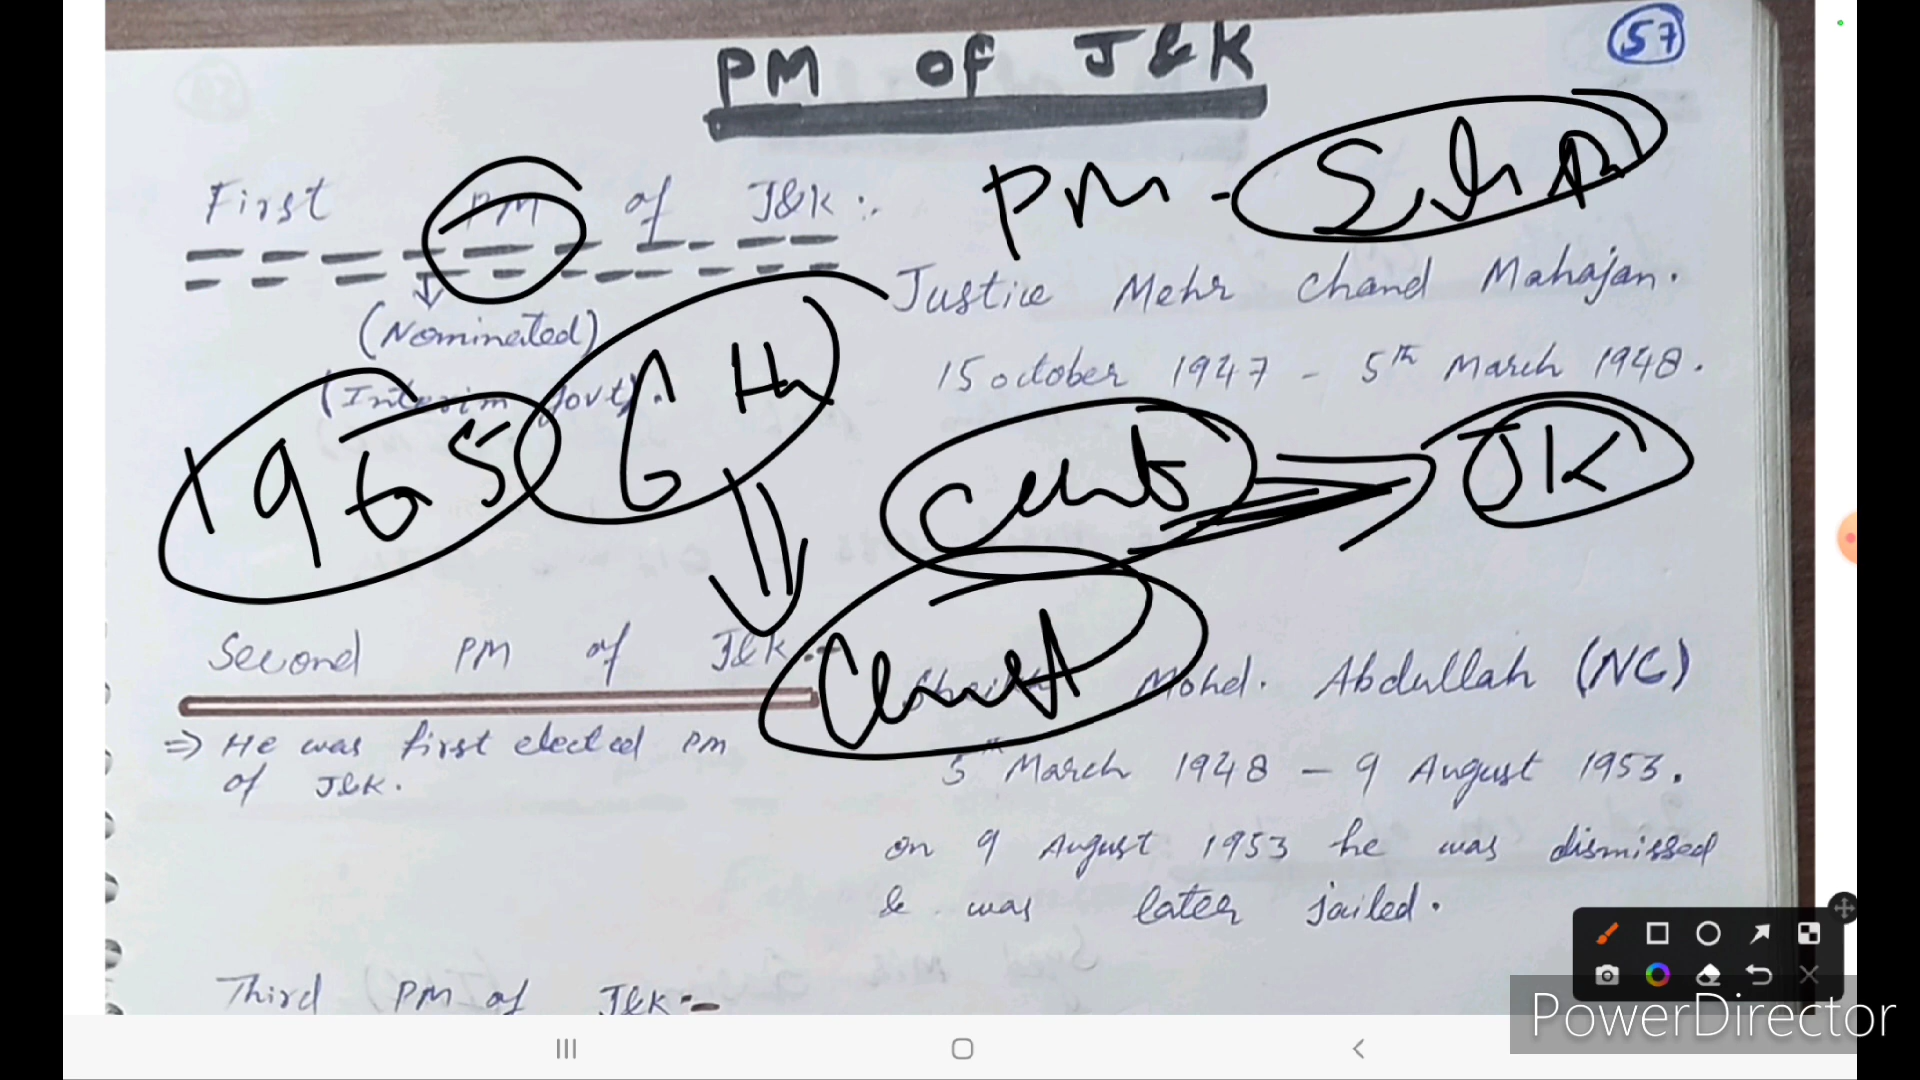 57
PM of J&K
First PM of J&K :-
PM -
(Nominated)
Justice Mehr Chand Mahajan.
(Interim Govt).
15 october 1947 - 5th March 1948.
1965
6th
cent
JK
Second PM of J&K :-
Mohd. Abdullah (NC)
=> He was first elected PM
of J&K.
5th March 1948 - 9 August 1953.
on 9 August 1953 he was dismissed
& was later jailed.
Third PM of J&K :-
PowerDirector